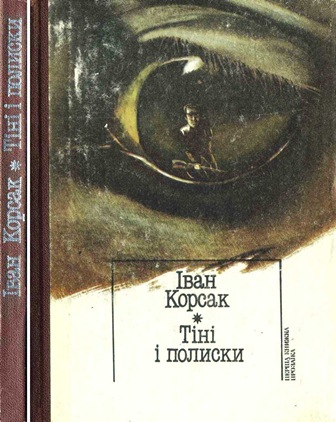 Іван Корсак * Тіні і полиски
Іван
Корсак
*
Тіні
і полиски
ПЕРША КНИЖКА
ПРОЗАЇКА